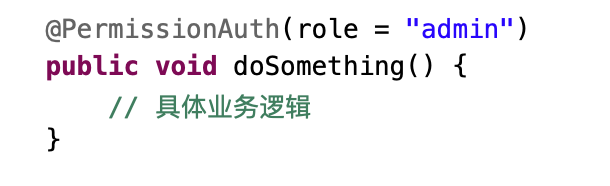 @PermissionAuth(role = "admin")
public void doSomething() {
    // 具体业务逻辑
}